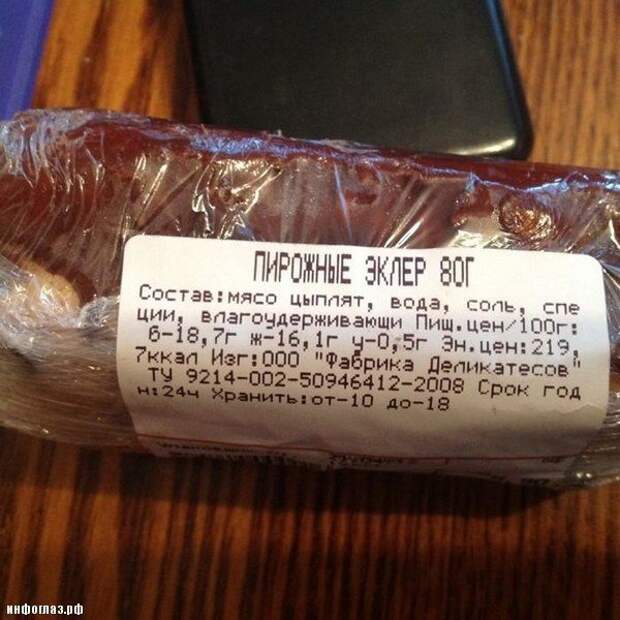 ПИРОЖНЫЕ ЭКЛЕР 80Г
Состав:мясо цыплят, вода, соль, спе
ции, влагоудерживающи Пищ.цен/100г:
б-18,7г ж-16,1г у-0,5г Эн.цен:219,
7ккал Изг:ООО "Фабрика Деликатесов"
ТУ 9214-002-50946412-2008 Срок год
н:24ч Хранить:от-10 до-18
инфоглаз.рф